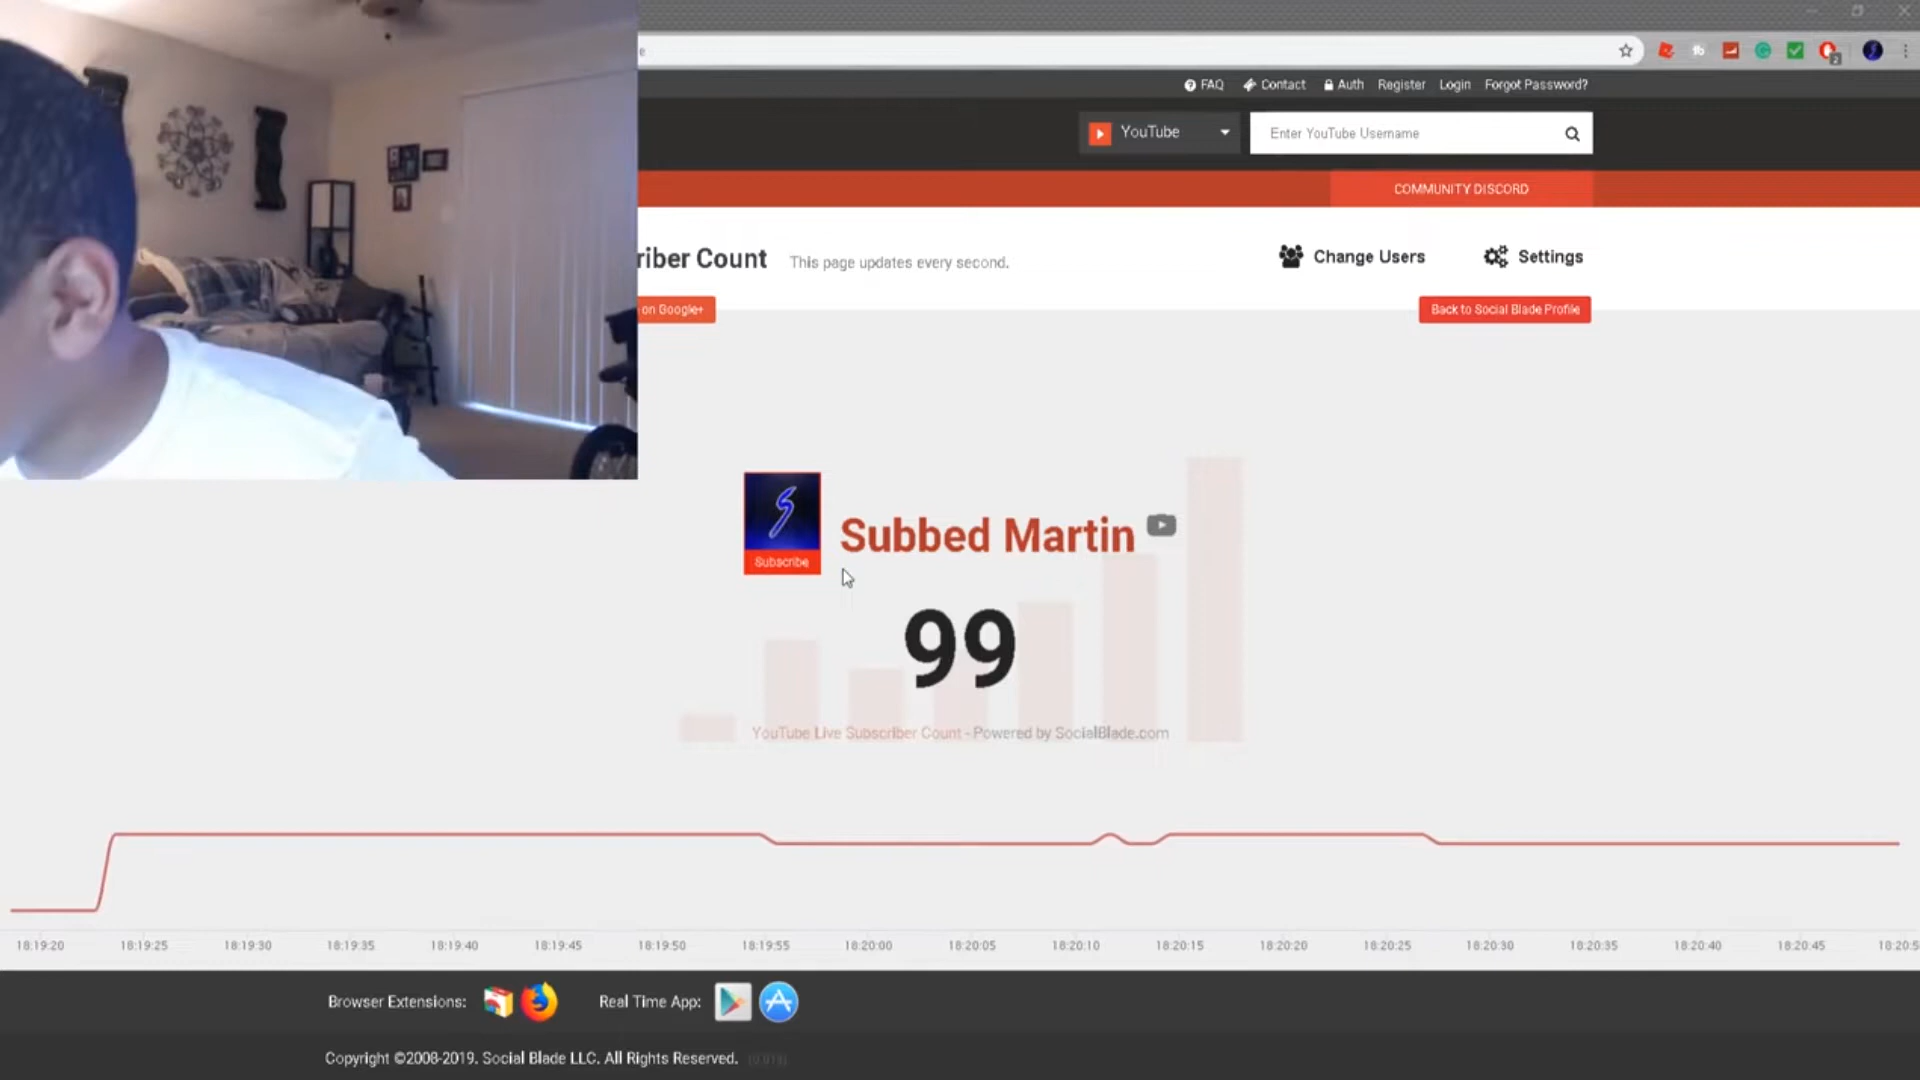 FAQ Contact Auth Register Login Forgot Password?
YouTube
Enter YouTube Username
COMMUNITY DISCORD
riber Count This page updates every second.
Change Users Settings
on Google+
Back to Social Blade Profile
Subbed Martin
Subscribe
99
YouTube Live Subscriber Count - Powered by SocialBlade.com
18:19:20 18:19:25 18:19:30 18:19:35 18:19:40 18:19:45 18:19:50 18:19:55 18:20:00 18:20:05 18:20:10 18:20:15 18:20:20 18:20:25 18:20:30 18:20:35 18:20:40 18:20:45 18:20:5
Browser Extensions: Real Time App:
Copyright ©2008-2019. Social Blade LLC. All Rights Reserved.